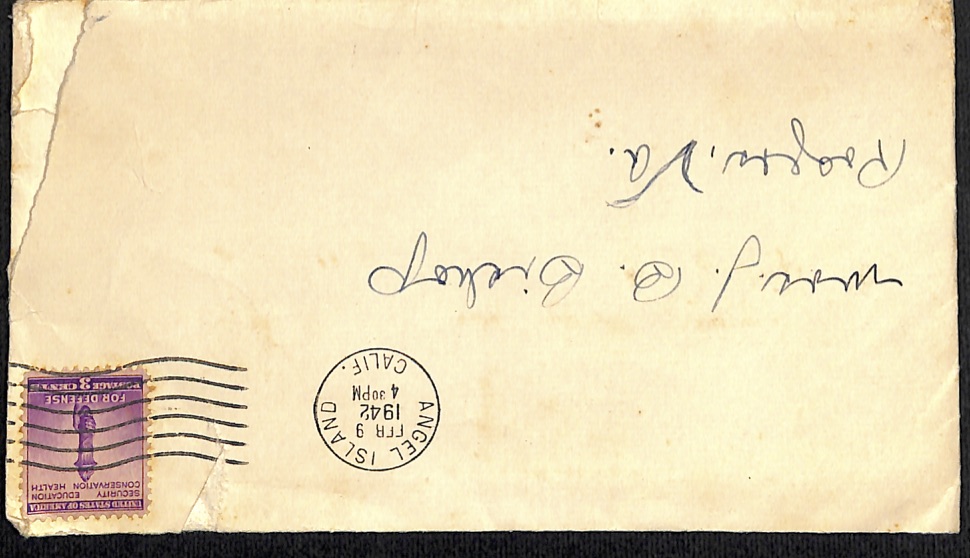 ANGEL ISLAND
FEB 9
1942
4 30PM
CALIF.
UNITED STATES OF AMERICA
SECURITY EDUCATION
CONSERVATION HEALTH
FOR DEFENSE
POSTAGE 3 CENTS
Mrs. J. B. Bishop
Rogers, Va.